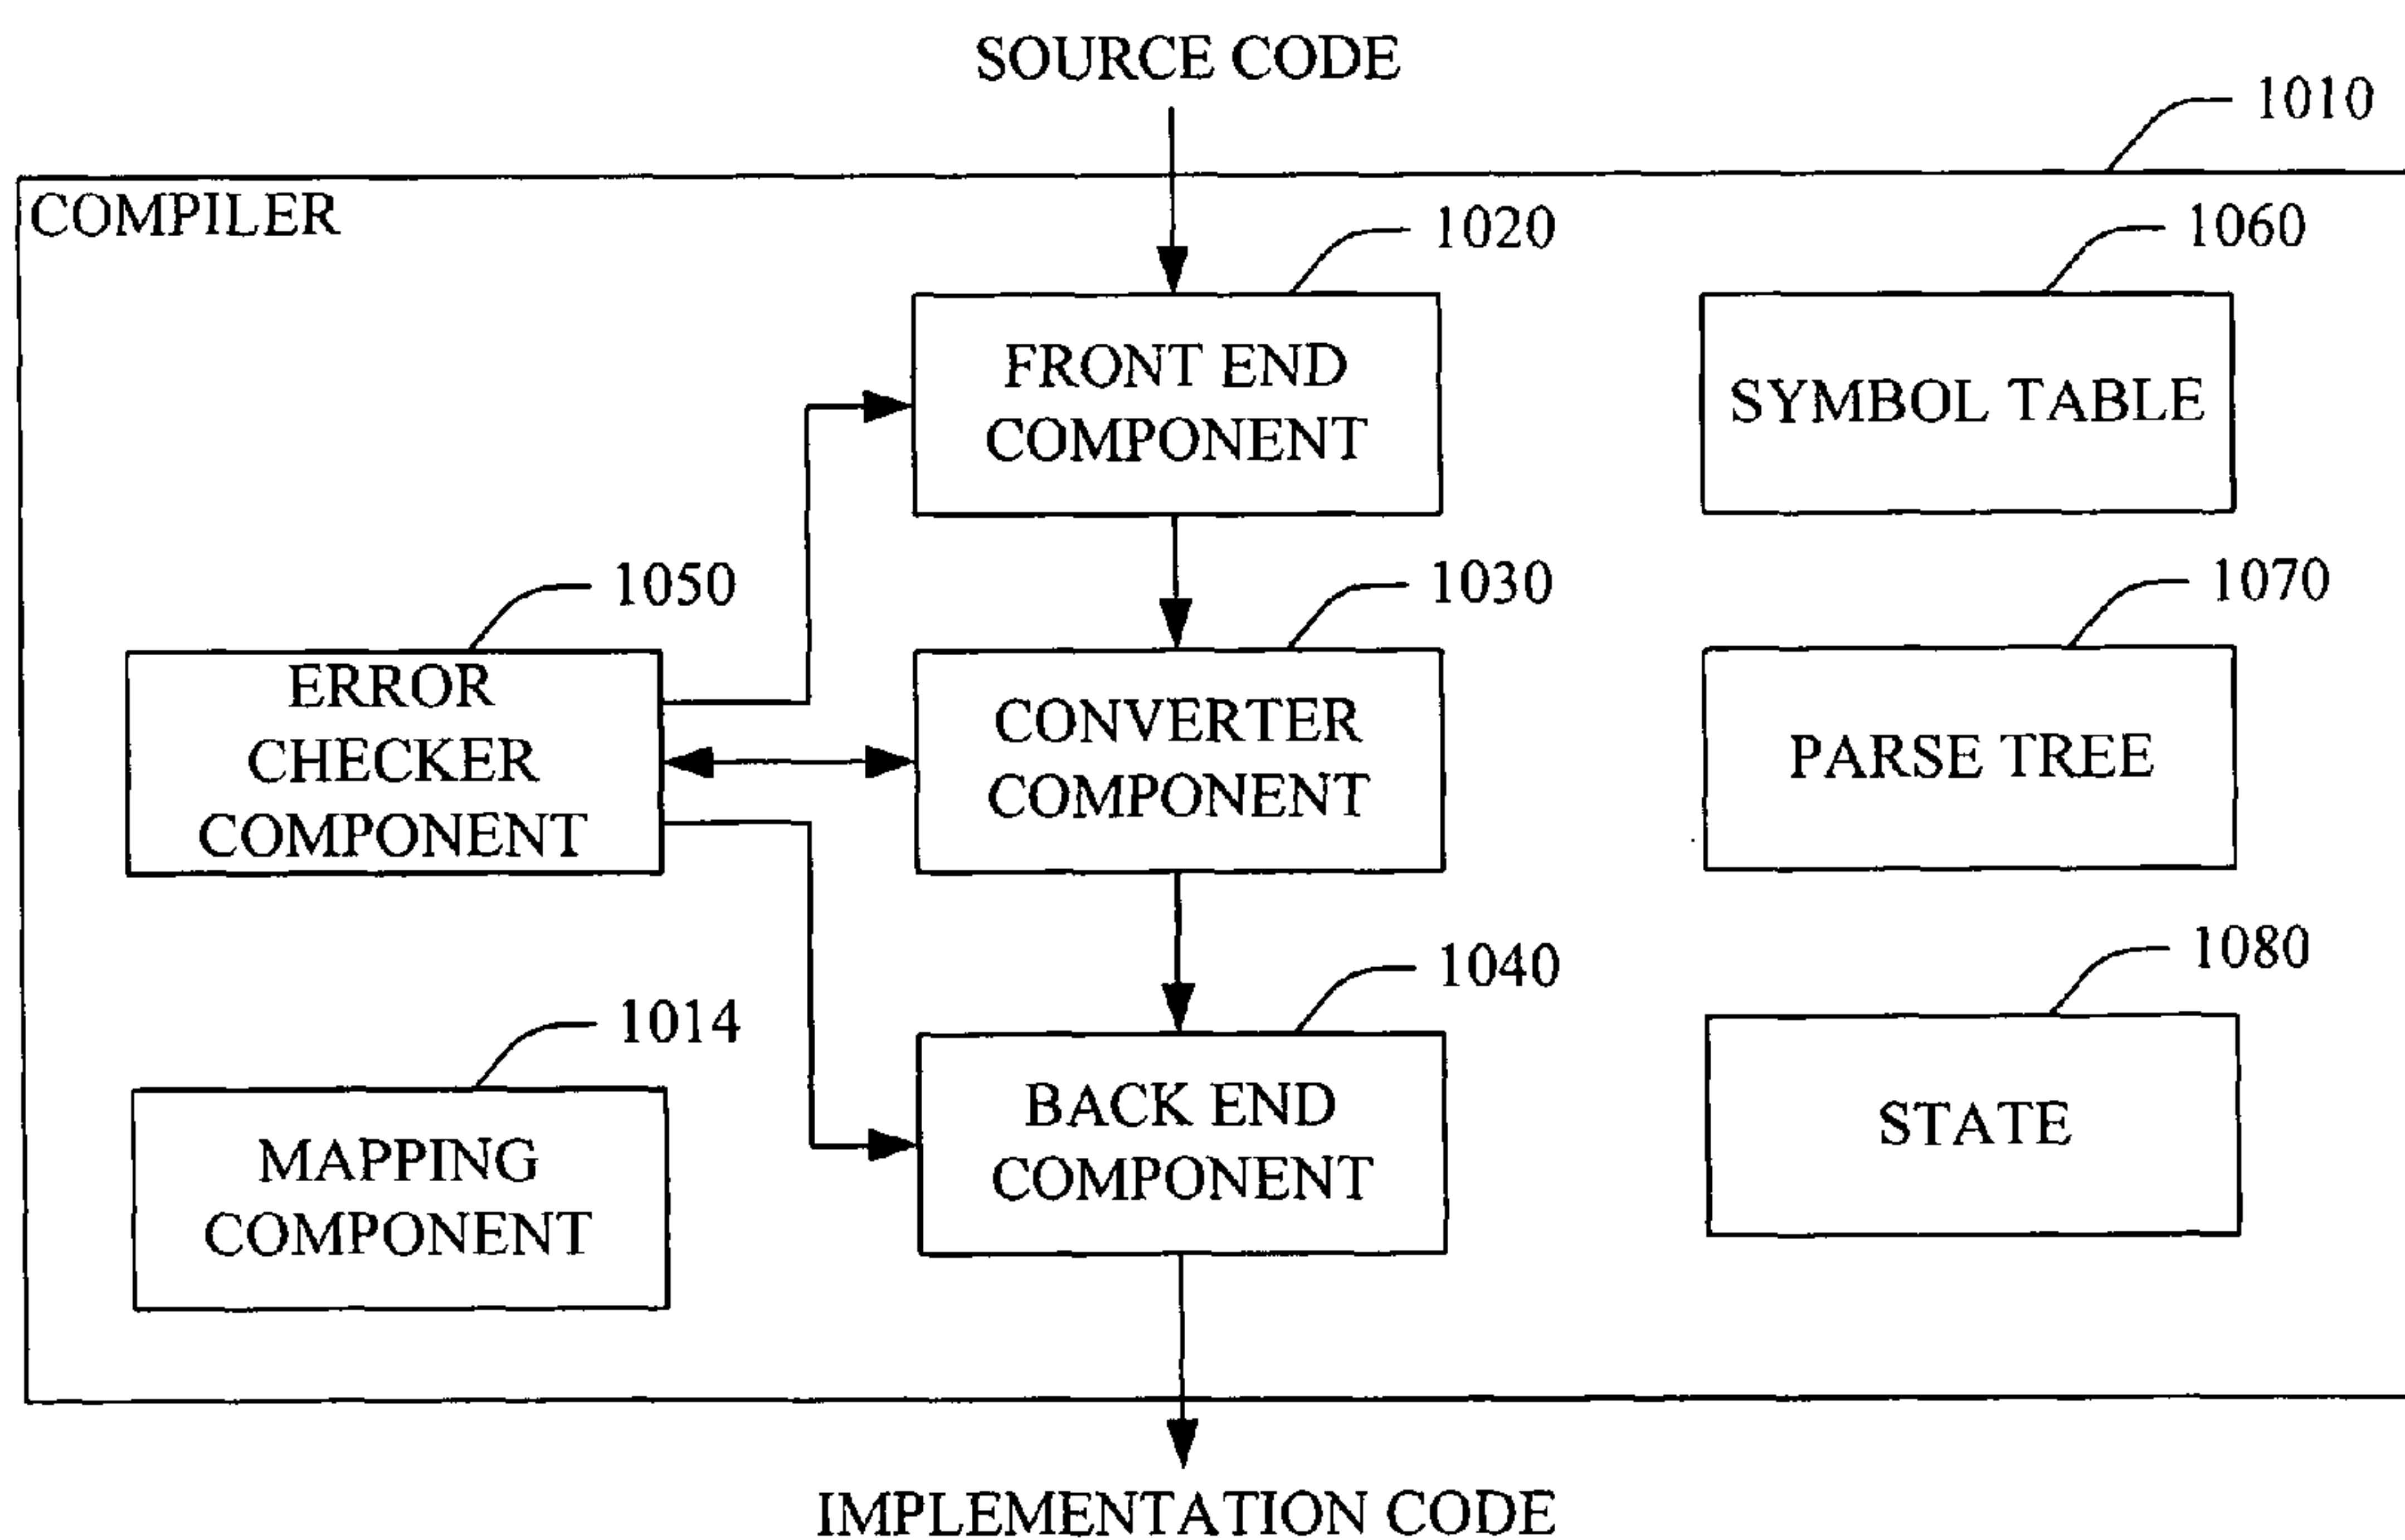 SOURCE CODE
1010
COMPILER
1020
1060
FRONT END
COMPONENT
SYMBOL TABLE
1050
1030
1070
ERROR
CHECKER
COMPONENT
CONVERTER
COMPONENT
PARSE TREE
1014
1040
1080
MAPPING
COMPONENT
BACK END
COMPONENT
STATE
IMPLEMENTATION CODE